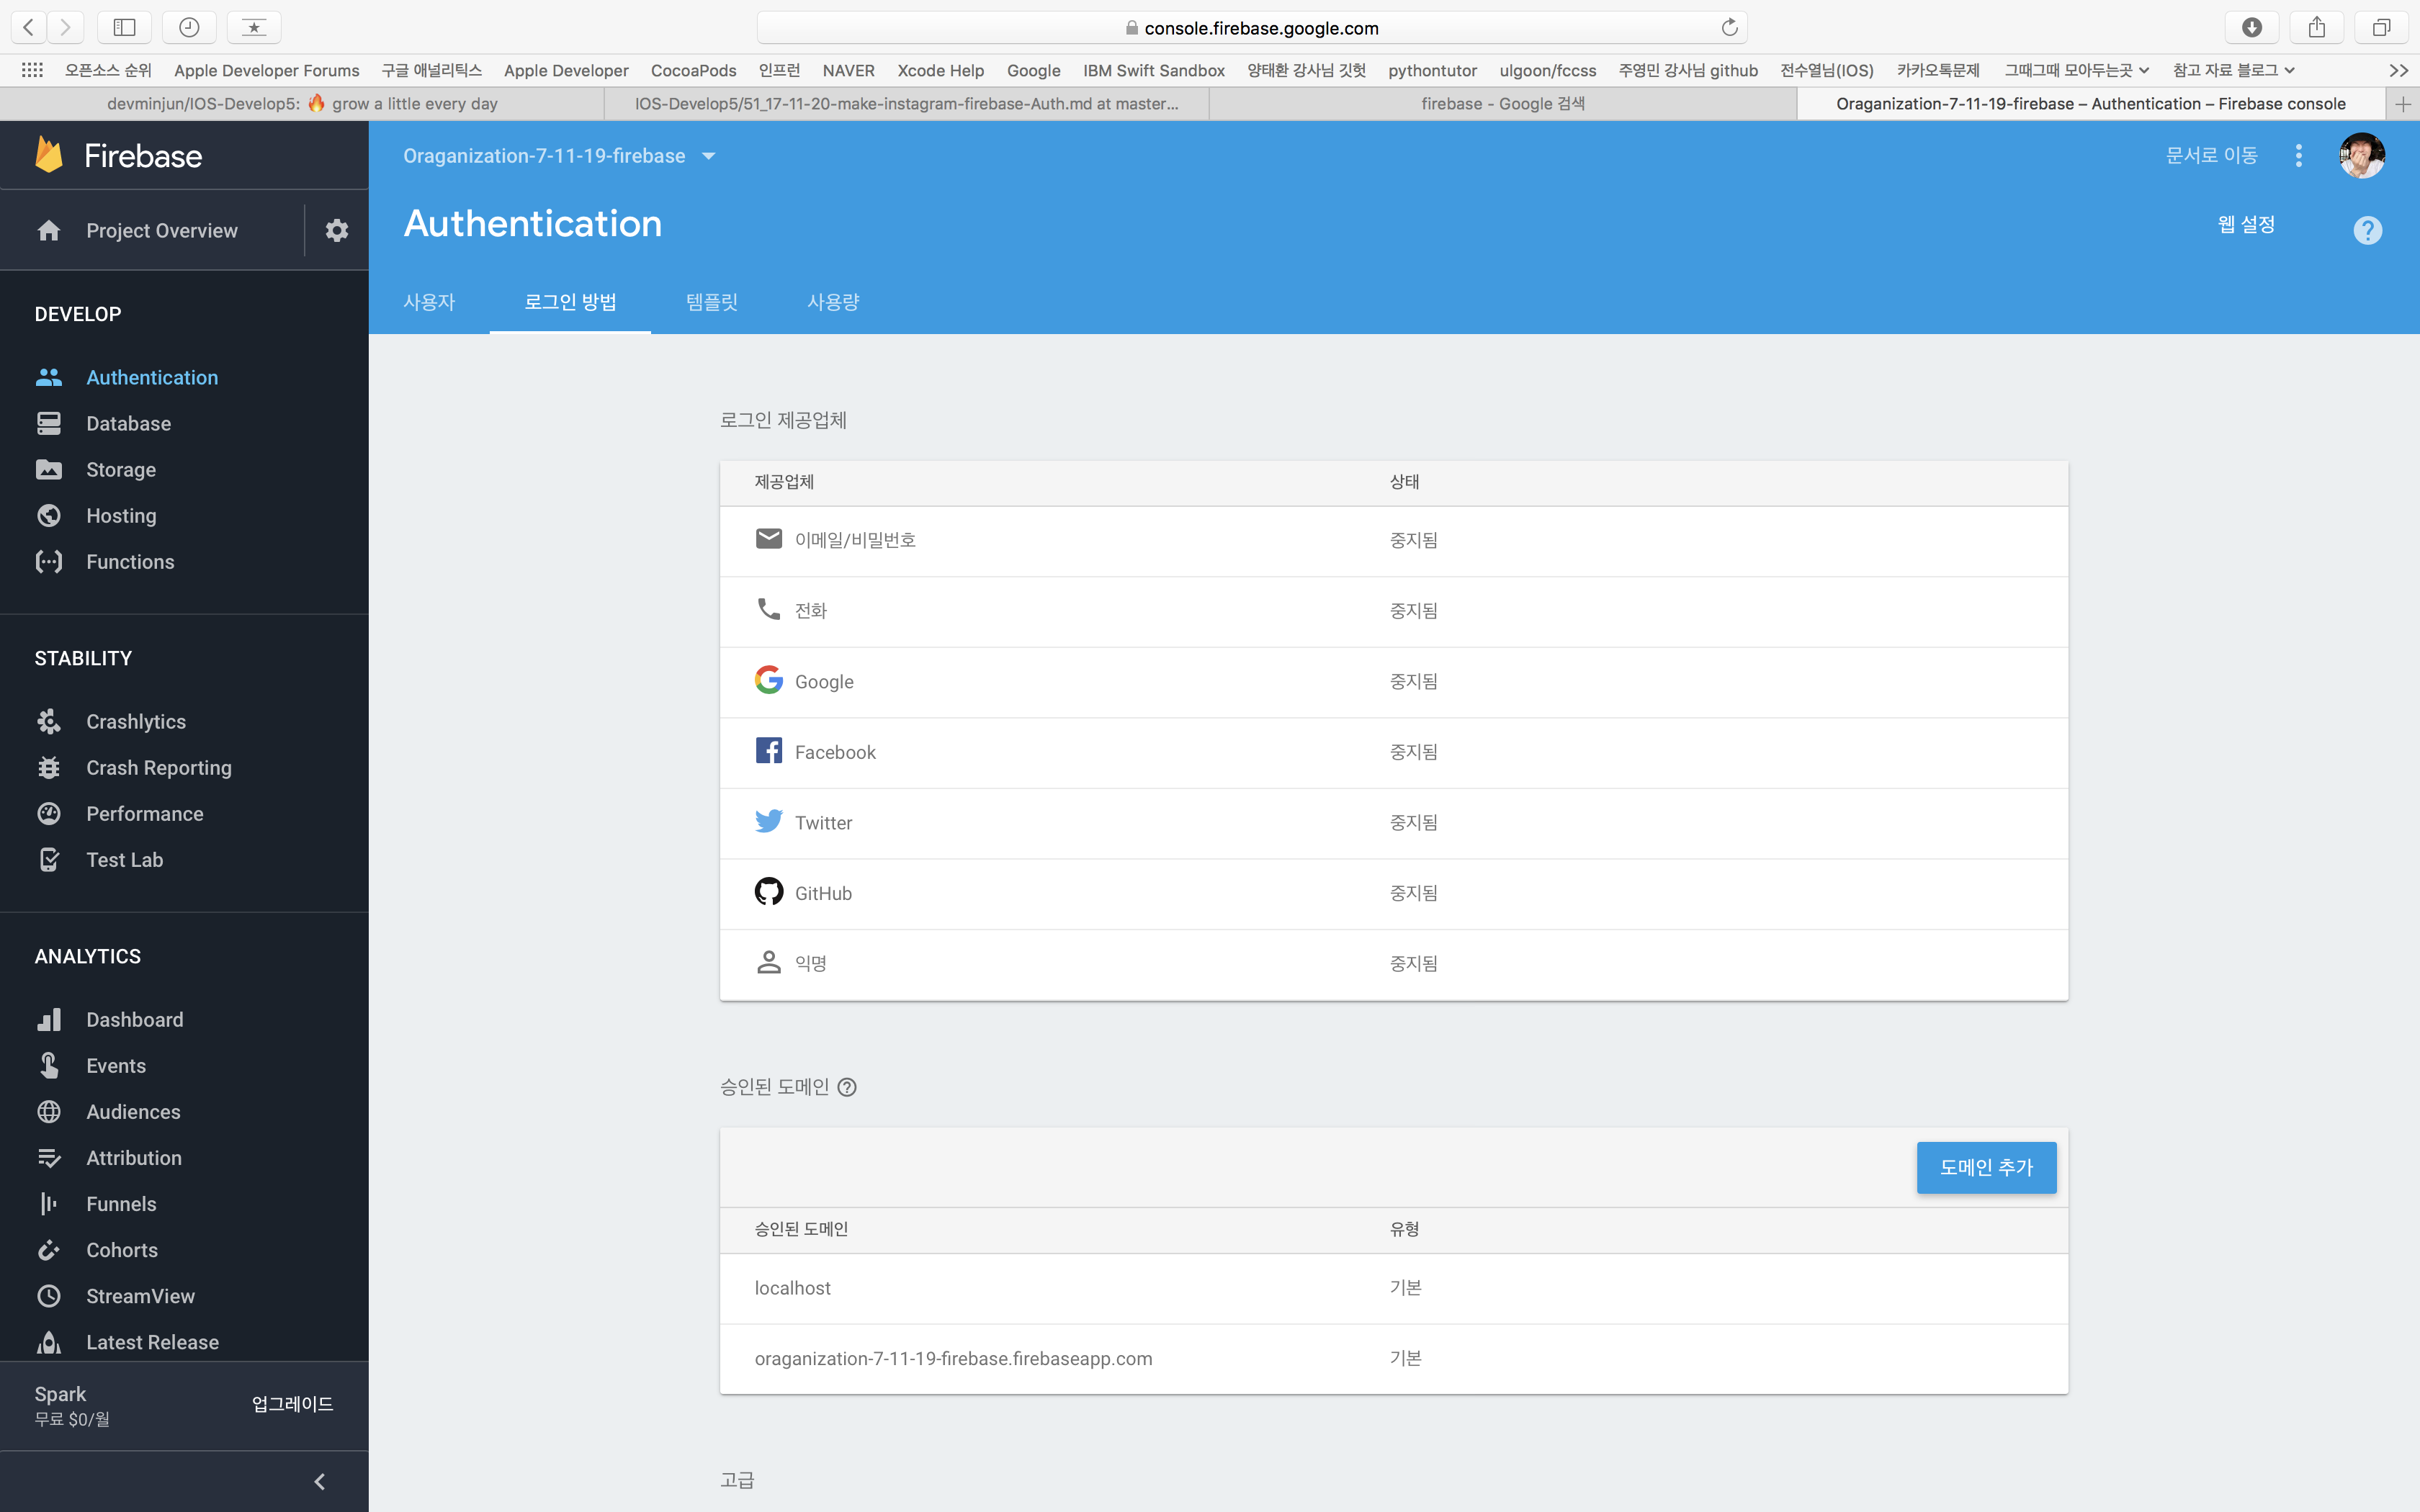 console.firebase.google.com
오픈소스 순위 Apple Developer Forums 구글 애널리틱스 Apple Developer CocoaPods 인프런 NAVER Xcode Help Google IBM Swift Sandbox 양태환 강사님 깃헛 pythontutor ulgoon/fccss 주영민 강사님 github 전수열님(IOS) 카카오톡문제 그때그때 모아두는곳 참고 자료 블로그
devminjun/IOS-Develop5: 🔥 grow a little every day
IOS-Develop5/51_17-11-20-make-instagram-firebase-Auth.md at master...
firebase - Google 검색
Oraganization-7-11-19-firebase – Authentication – Firebase console
Firebase
Project Overview
DEVELOP
Authentication
Database
Storage
Hosting
Functions
STABILITY
Crashlytics
Crash Reporting
Performance
Test Lab
ANALYTICS
Dashboard
Events
Audiences
Attribution
Funnels
Cohorts
StreamView
Latest Release
Spark
무료 $0/월
업그레이드
Oraganization-7-11-19-firebase
문서로 이동
Authentication
웹 설정
사용자 로그인 방법 템플릿 사용량
로그인 제공업체
제공업체 상태
이메일/비밀번호 중지됨
전화 중지됨
Google 중지됨
Facebook 중지됨
Twitter 중지됨
GitHub 중지됨
익명 중지됨
승인된 도메인
도메인 추가
승인된 도메인 유형
localhost 기본
oraganization-7-11-19-firebase.firebaseapp.com 기본
고급